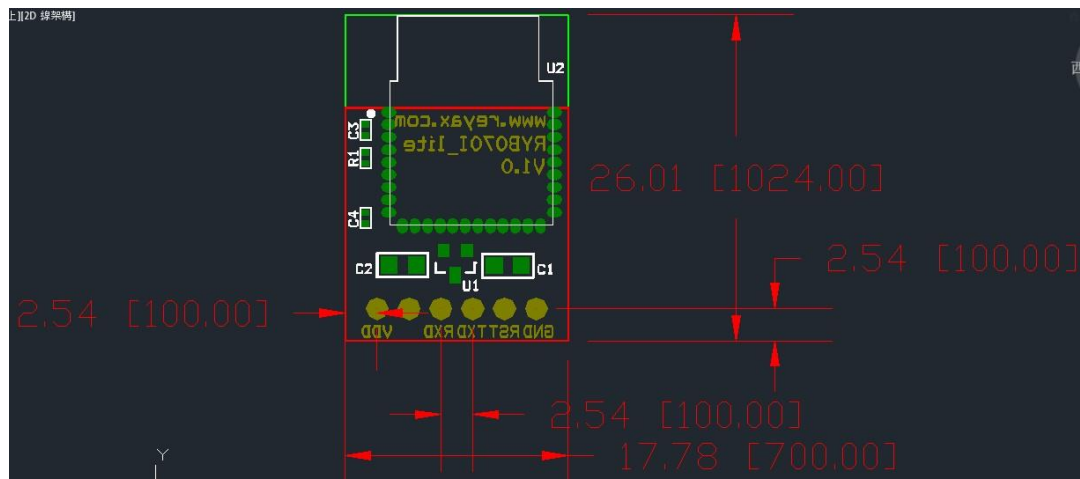 上][2D 線架構]
西
U2
www.reyax.com
RYB070I_lite
V1.0
C3
R1
C4
26.01 [1024.00]
C2
U1
C1
2.54 [100.00]
2.54 [100.00]
VDD
RXD
TXD
RST
GND
2.54 [100.00]
17.78 [700.00]
Y